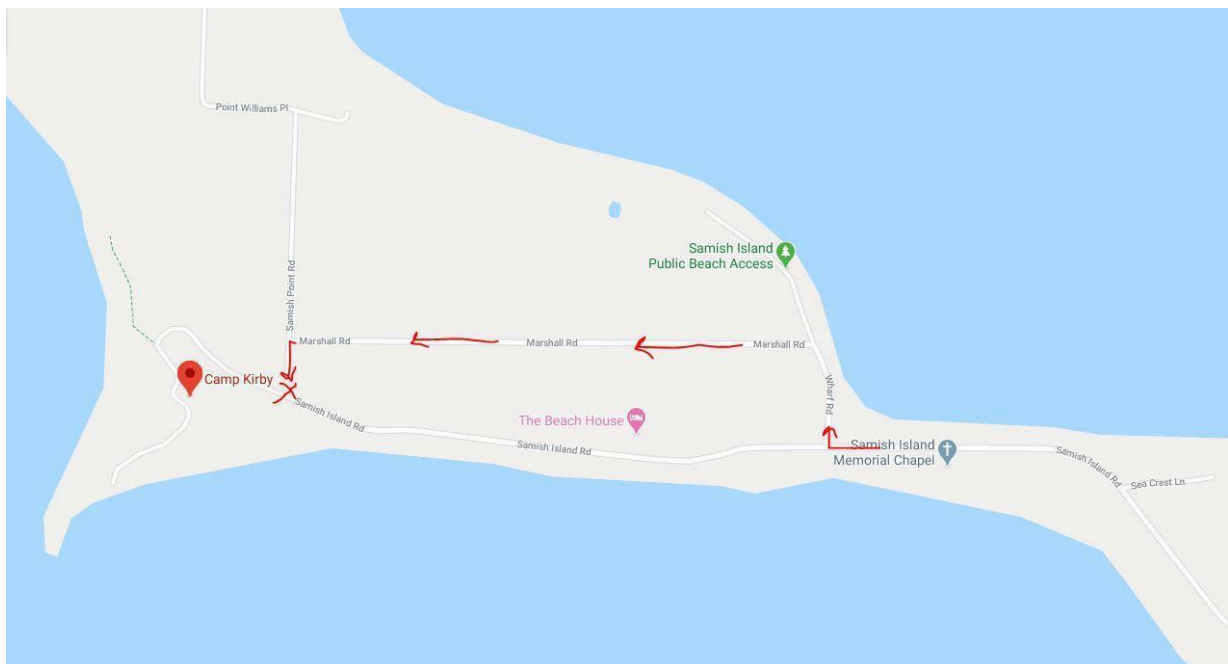 Point Williams Pl
Samish Island
Public Beach Access
Samish Point Rd
Marshall Rd
Marshall Rd
Marshall Rd
Camp Kirby
Wharf Rd
Samish Island Rd
The Beach House
Samish Island Rd
Samish Island
Memorial Chapel
Samish Island Rd
Sea Crest Ln